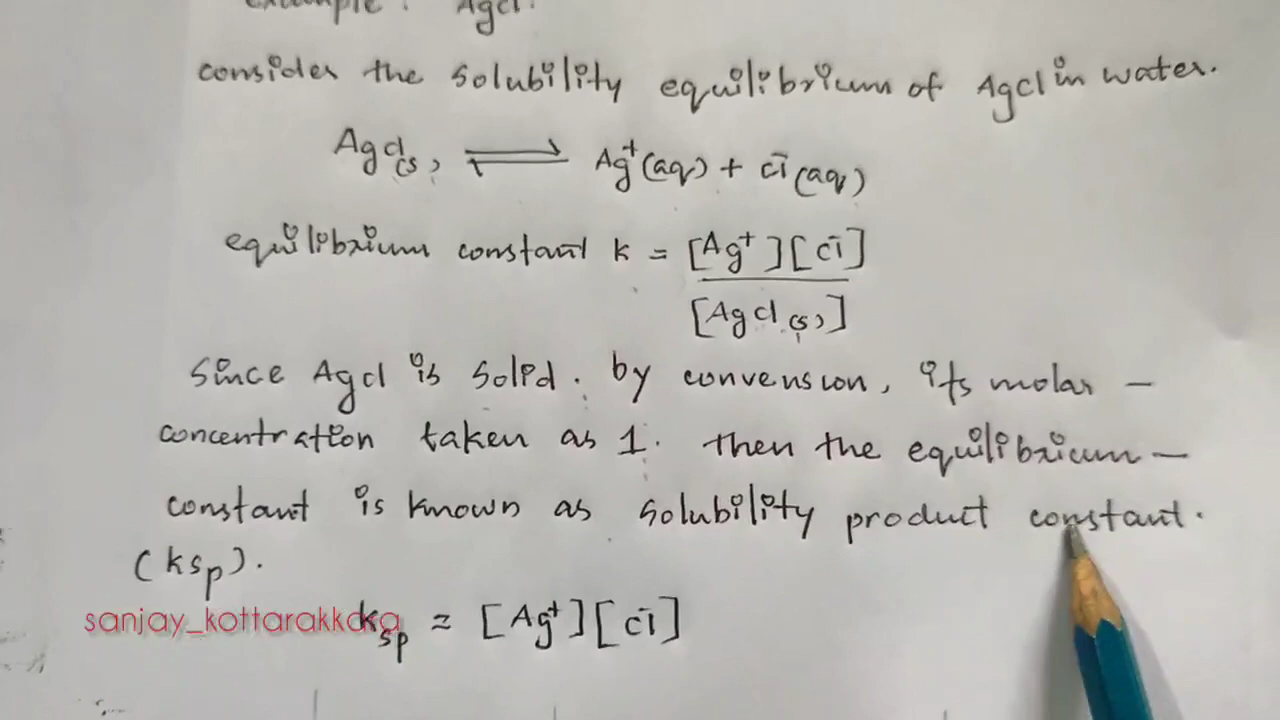 example: Agcl.
consider the solubility equilibrium of Agcl in water.
Agcl(s) ⇌ Ag⁺(aq) + cl⁻(aq)
equilibrium constant k = [Ag⁺][cl⁻]
[Agcl(s)]
since Agcl is solid. by convension, its molar –
concentration taken as 1. then the equilibrium –
constant is known as solubility product constant.
(ksp).
sanjay_kottarakkara
ksp = [Ag⁺][cl⁻]